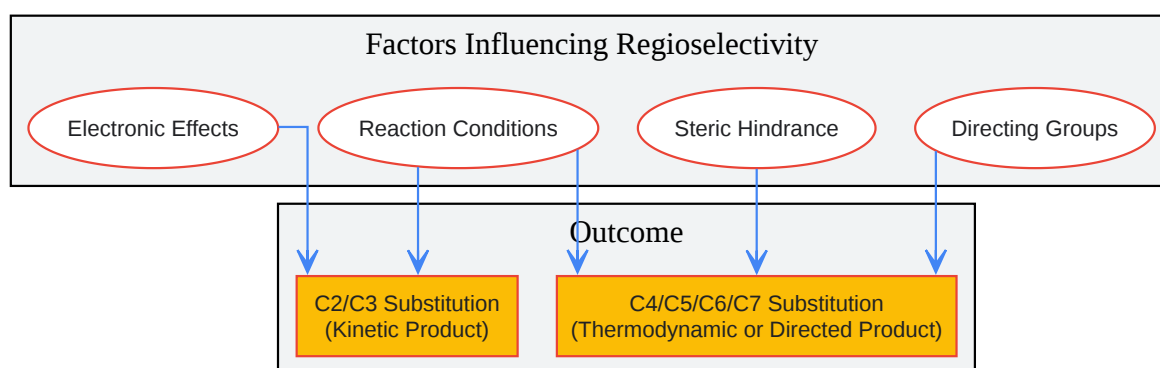 Factors Influencing Regioselectivity
Electronic Effects
Reaction Conditions
Steric Hindrance
Directing Groups
Outcome
C2/C3 Substitution
(Kinetic Product)
C4/C5/C6/C7 Substitution
(Thermodynamic or Directed Product)